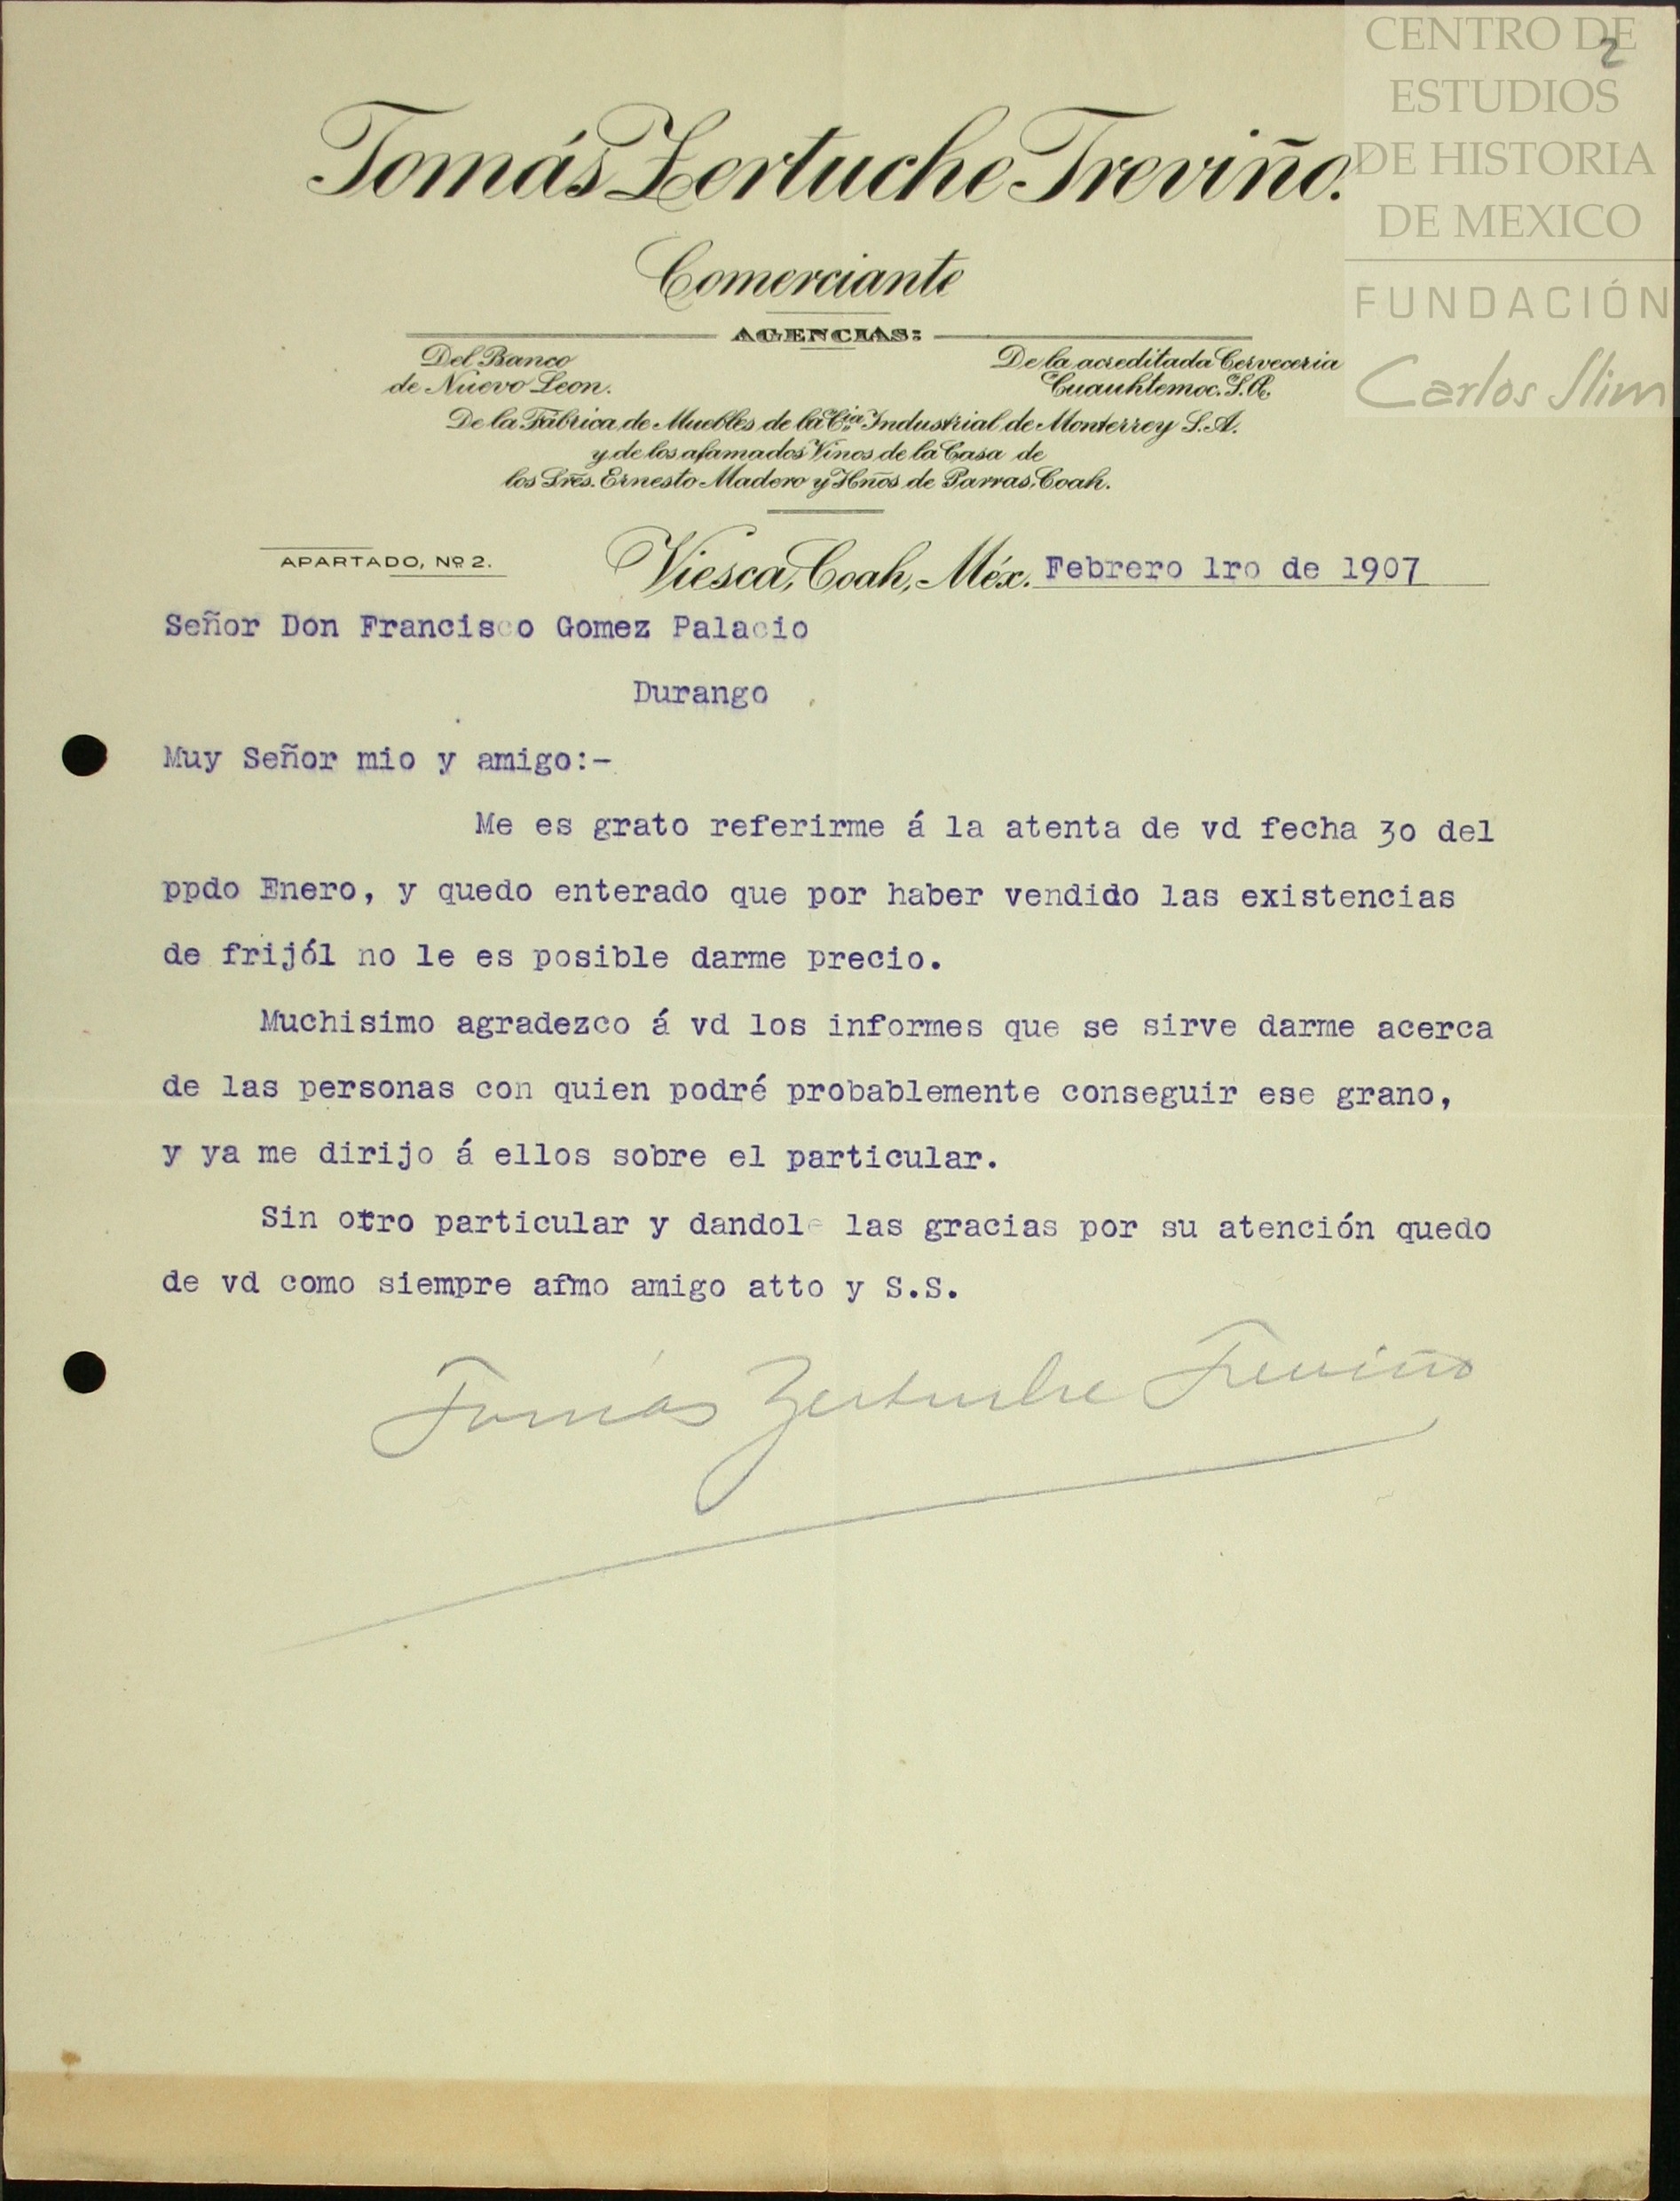 CENTRO DE
ESTUDIOS
DE HISTORIA
DE MEXICO
FUNDACIÓN
Carlos Slim
2
Tomás Zertuche Treviño.
Comerciante
AGENCIAS:
Del Banco
de Nuevo Leon.
De la acreditada Cerveceria
Cuauhtemoc. S.A.
De la Fábrica de Muebles de la Cia Industrial de Monterrey S.A.
y de los afamados Vinos de la Casa de
los Sres. Ernesto Madero y Hnos de Parras, Coah.
APARTADO, Nº 2.
Viesca, Coah, Méx. Febrero 1ro de 1907
Señor Don Francisco Gomez Palacio
Durango
Muy Señor mio y amigo:-
Me es grato referirme á la atenta de vd fecha 30 del
ppdo Enero, y quedo enterado que por haber vendido las existencias
de frijól no le es posible darme precio.
Muchisimo agradezco á vd los informes que se sirve darme acerca
de las personas con quien podré probablemente conseguir ese grano,
y ya me dirijo á ellos sobre el particular.
Sin otro particular y dandole las gracias por su atención quedo
de vd como siempre afmo amigo atto y S.S.
Tomás Zertuche Treviño